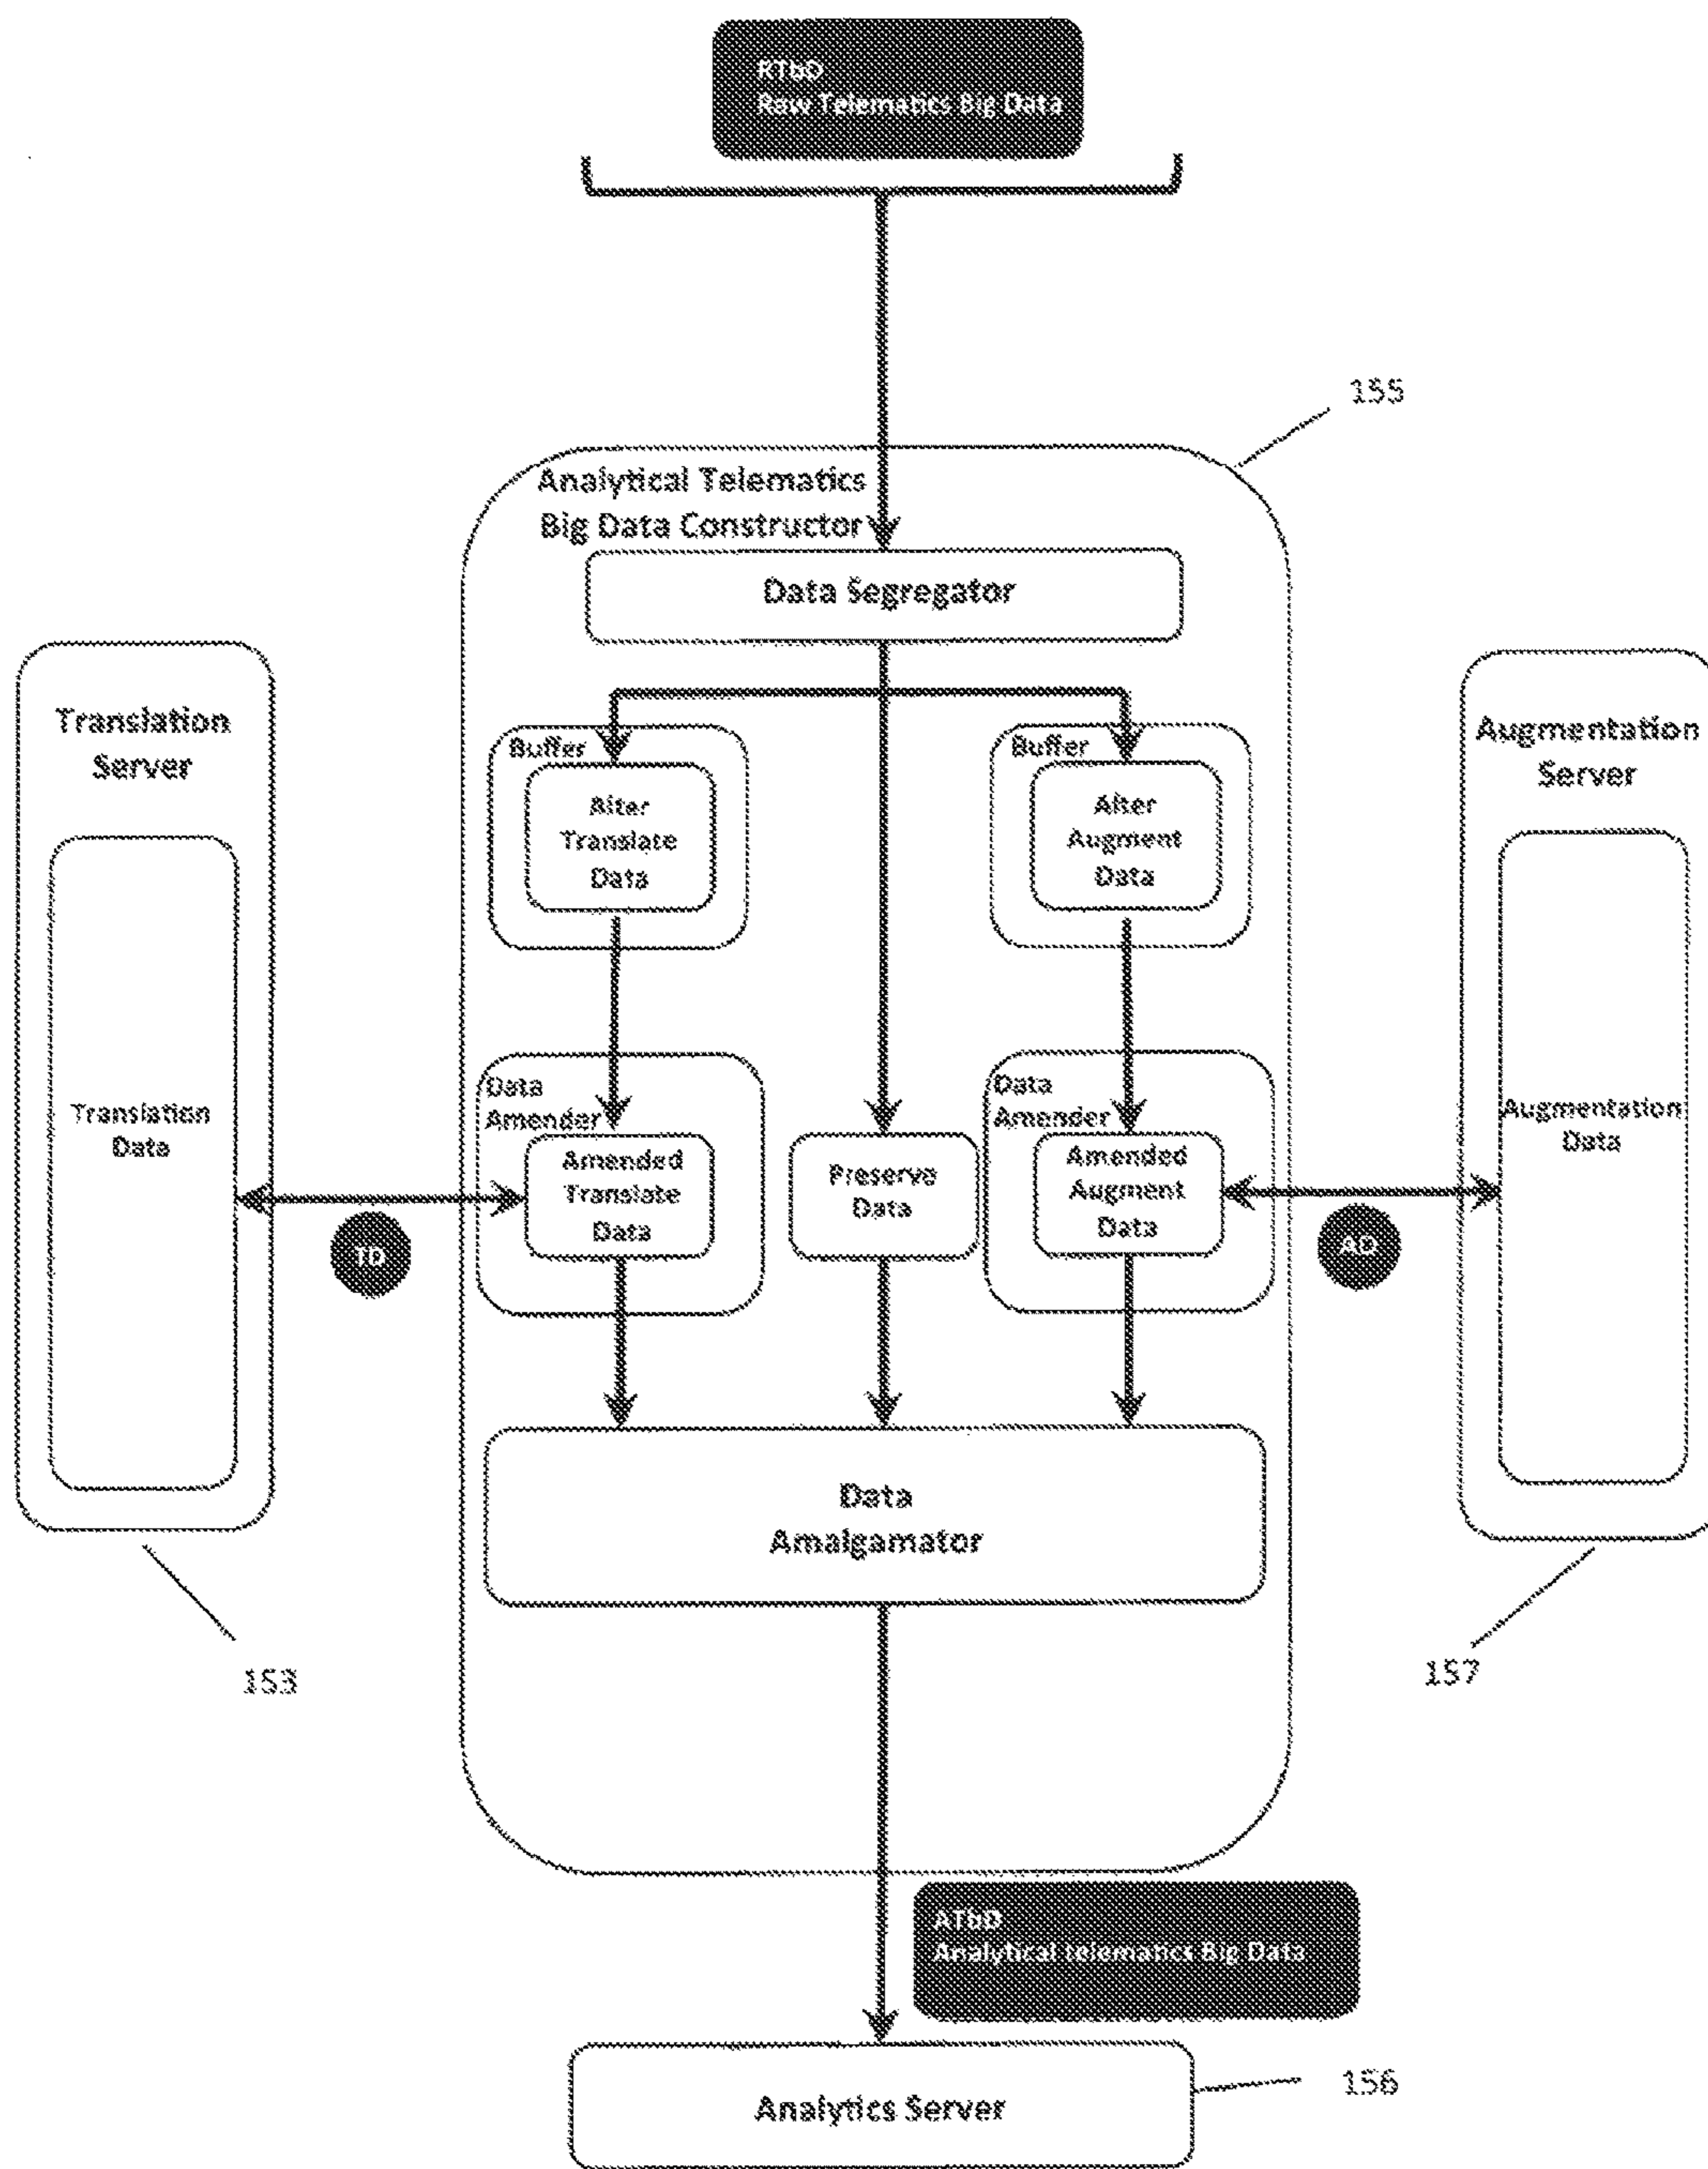 RTbD
Raw Telematics Big Data
155
Analytical Telematics
Big Data Constructor
Data Segregator
Translation
Server
Augmentation
Server
Buffer
Alter
Translate
Data
Buffer
Alter
Augment
Data
Translation
Data
Data
Amender
Amended
Translate
Data
Preserve
Data
Data
Amender
Amended
Augment
Data
Augmentation
Data
TD
AD
Data
Amalgamator
153
157
ATbD
Analytical telematics Big Data
Analytics Server
156